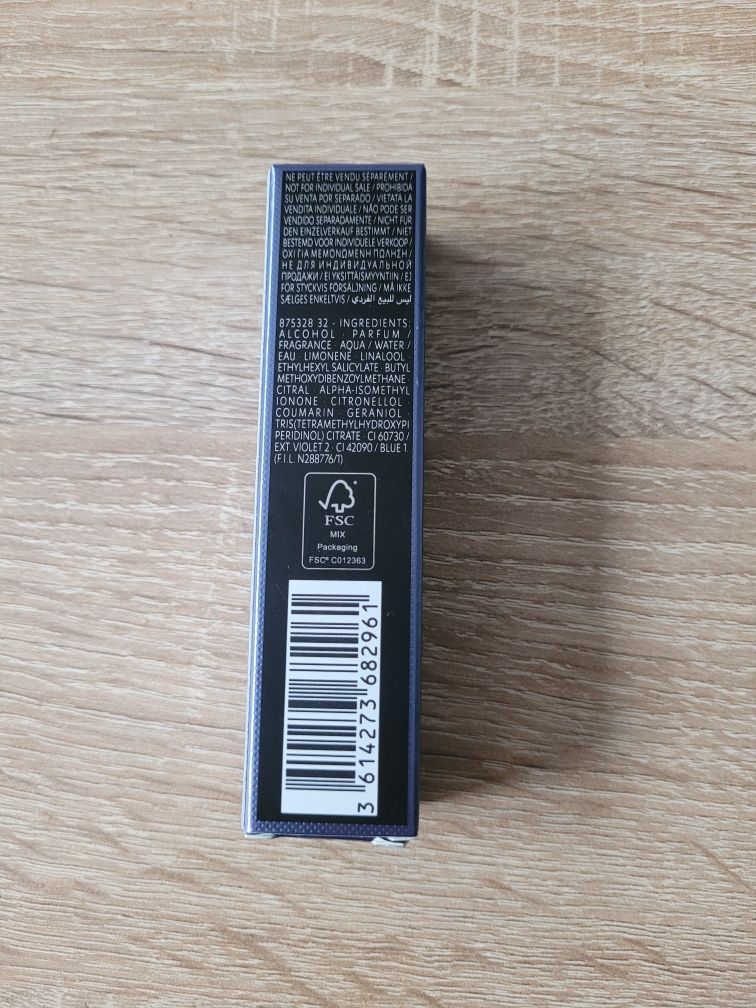 NE PEUT ÊTRE VENDU SÉPARÉMENT /
NOT FOR INDIVIDUAL SALE / PROHIBIDA
SU VENTA POR SEPARADO / VIETATA LA
VENDITA INDIVIDUALE / NÃO PODE SER
VENDIDO SEPARADAMENTE / NICHT FÜR
DEN EINZELVERKAUF BESTIMMT / NIET
BESTEMD VOOR INDIVIDUELE VERKOOP /
ΟΧΙ ΓΙΑ ΜΕΜΟΝΩΜΕΝΗ ΠΩΛΗΣΗ /
НЕ ДЛЯ ИНДИВИДУАЛЬНОЙ
ПРОДАЖИ / EI YKSITTÄISMYYNTIIN / EJ
FÖR STYCKVIS FÖRSÄLJNING / MÅ IKKE
SÆLGES ENKELTVIS / ليس للبيع الفردي
875328 32 - INGREDIENTS:
ALCOHOL · PARFUM /
FRAGRANCE · AQUA / WATER /
EAU · LIMONENE · LINALOOL ·
ETHYLHEXYL SALICYLATE · BUTYL
METHOXYDIBENZOYLMETHANE ·
CITRAL · ALPHA-ISOMETHYL
IONONE · CITRONELLOL ·
COUMARIN · GERANIOL ·
TRIS(TETRAMETHYLHYDROXYPI
PERIDINOL) CITRATE · CI 60730 /
EXT. VIOLET 2 · CI 42090 / BLUE 1.
(F.I.L. N288776/1)
FSC
MIX
Packaging
FSC® C012363
3 614273 682961